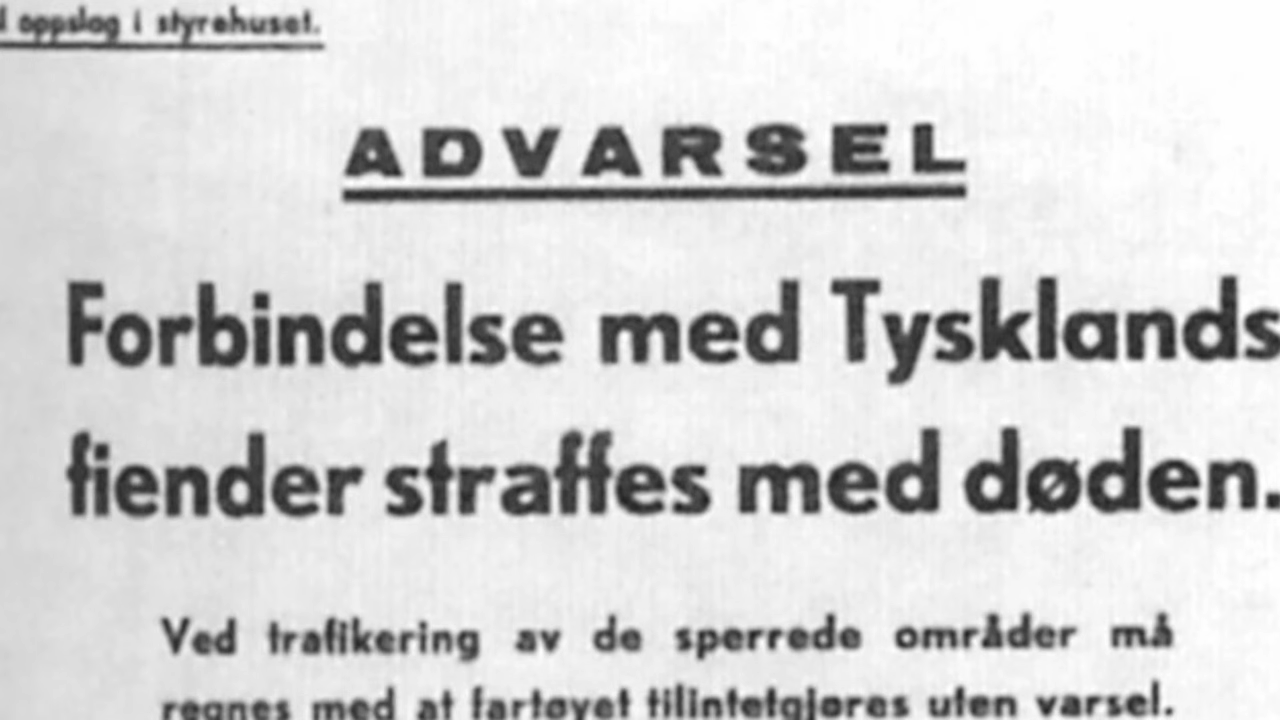 oppslag i styrehuset.
ADVARSEL
Forbindelse med Tysklands
fiender straffes med døden.
Ved trafikering av de sperrede områder må
regnes med at fartøyet tilintetgjøres uten varsel.